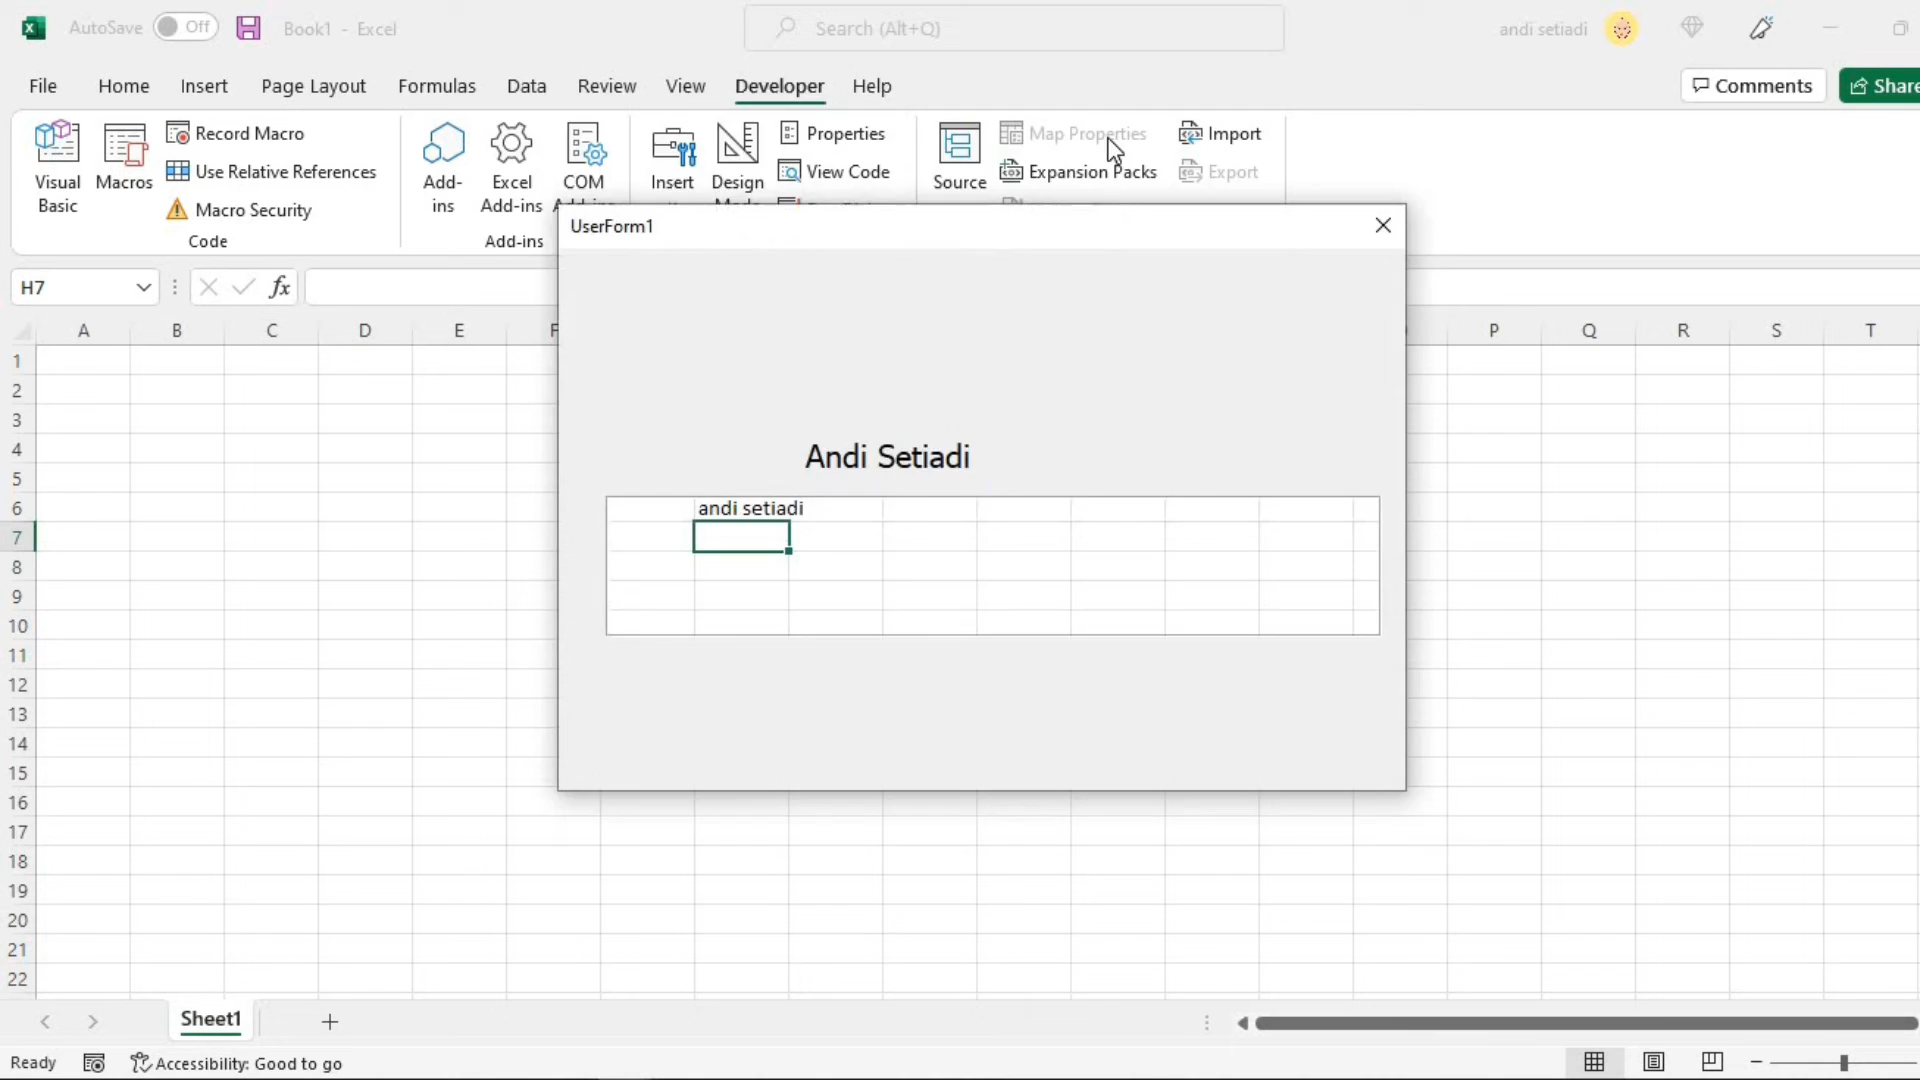 AutoSave Off Book1 - Excel Search (Alt+Q) andi setiadi
File Home Insert Page Layout Formulas Data Review View Developer Help Comments Share
Visual Basic
Macros
Record Macro
Use Relative References
Macro Security
Code
Add-ins
Excel Add-ins
COM
Add-ins
Insert
Design
Properties
View Code
Source
Map Properties
Expansion Packs
Import
Export
UserForm1
H7 fx
A B C D E F P Q R S T
Andi Setiadi
andi setiadi
1
2
3
4
5
6
7
8
9
10
11
12
13
14
15
16
17
18
19
20
21
22
Sheet1
Ready Accessibility: Good to go